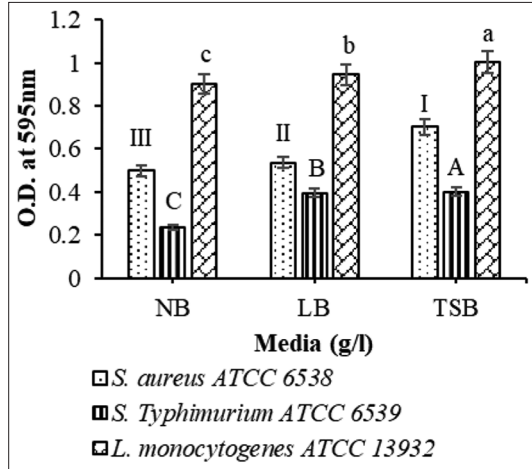 O.D. at 595nm
1.2
1
0.8
0.6
0.4
0.2
0
III
C
c
II
B
b
I
A
a
NB
LB
TSB
Media (g/l)
S. aureus ATCC 6538
S. Typhimurium ATCC 6539
L. monocytogenes ATCC 13932